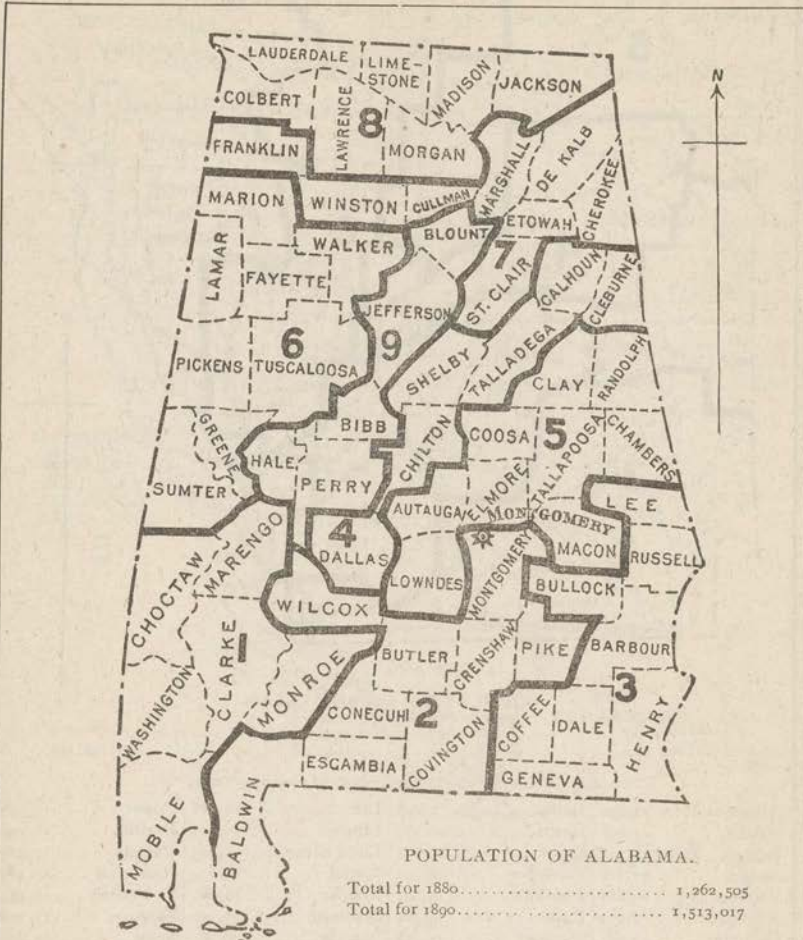 LAUDERDALE
LIME-
STONE
MADISON
JACKSON
N
COLBERT
LAWRENCE
8
MORGAN
FRANKLIN
MARSHALL
DE KALB
CHEROKEE
MARION
WINSTON
CULLMAN
ETOWAH
BLOUNT
WALKER
7
LAMAR
FAYETTE
ST. CLAIR
CALHOUN
CLEBURNE
JEFFERSON
6
9
PICKENS
TUSCALOOSA
SHELBY
TALLADEGA
CLAY
RANDOLPH
BIBB
CHILTON
COOSA
5
TALLAPOOSA
CHAMBERS
GREENE
HALE
PERRY
SUMTER
ELMORE
LEE
AUTAUGA
MONTGOMERY
4
DALLAS
MACON
RUSSELL
CHOCTAW
MARENGO
LOWNDES
MONTGOMERY
BULLOCK
WILCOX
CLARKE
1
BUTLER
CRENSHAW
PIKE
BARBOUR
WASHINGTON
MONROE
CONECUH
2
COVINGTON
COFFEE
DALE
3
HENRY
ESCAMBIA
GENEVA
MOBILE
BALDWIN
POPULATION OF ALABAMA.
Total for 1880........................ 1,262,505
Total for 1890........................ 1,513,017